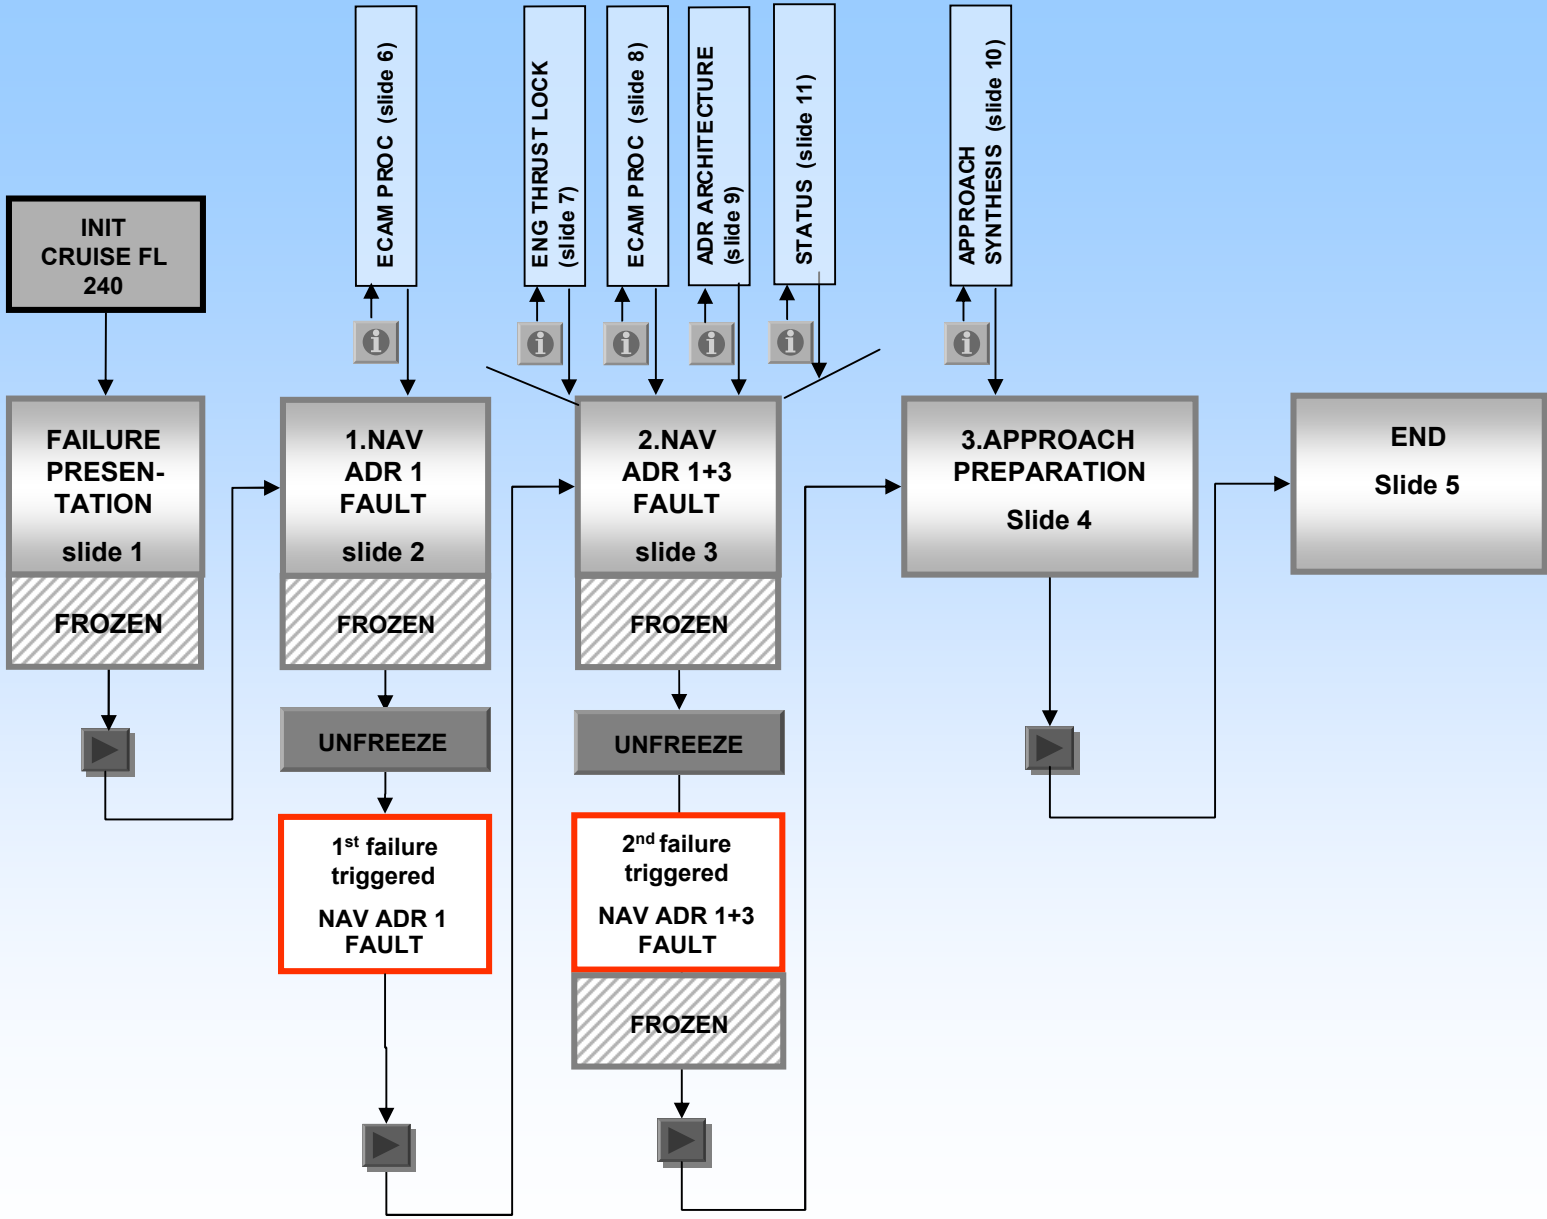 ECAM PROC (slide 6)
ENG THRUST LOCK
(slide 7)
ECAM PROC (slide 8)
ADR ARCHITECTURE
(slide 9)
STATUS (slide 11)
APPROACH
SYNTHESIS (slide 10)
INIT
CRUISE FL
240
i
i
i
i
i
i
FAILURE
PRESEN-
TATION
slide 1
FROZEN
1.NAV
ADR 1
FAULT
slide 2
FROZEN
UNFREEZE
1st failure
triggered
NAV ADR 1
FAULT
2.NAV
ADR 1+3
FAULT
slide 3
FROZEN
UNFREEZE
2nd failure
triggered
NAV ADR 1+3
FAULT
FROZEN
3.APPROACH
PREPARATION
Slide 4
END
Slide 5